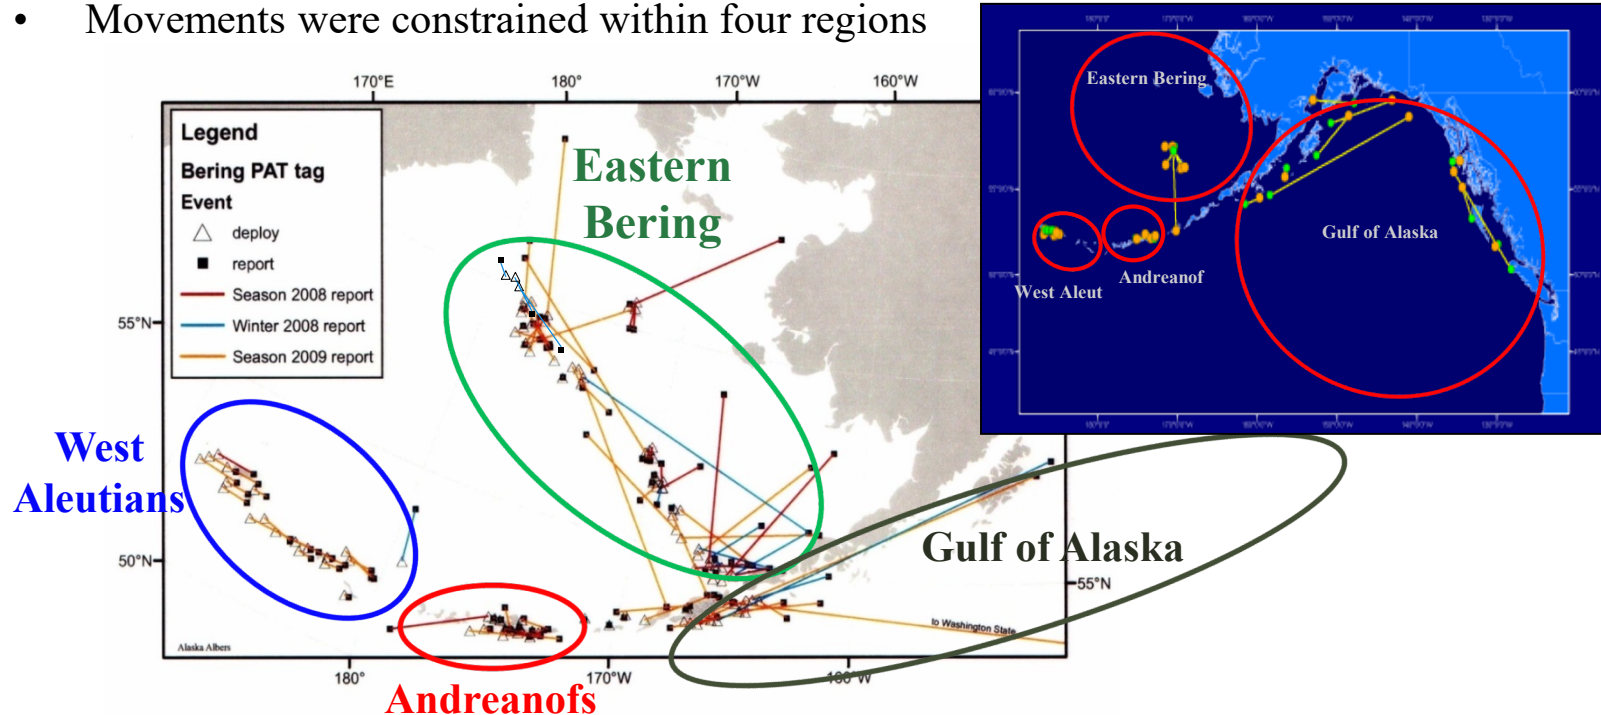 • Movements were constrained within four regions
170°E
180°
170°W
160°W
Legend
Bering PAT tag
Event
deploy
report
Season 2008 report
Winter 2008 report
Season 2009 report
Eastern
Bering
55°N
50°N
West
Aleutians
Gulf of Alaska
55°N
to Washington State
Alaska Albers
180°
170°W
160°W
Andreanofs
Eastern Bering
Gulf of Alaska
Andreanof
West Aleut